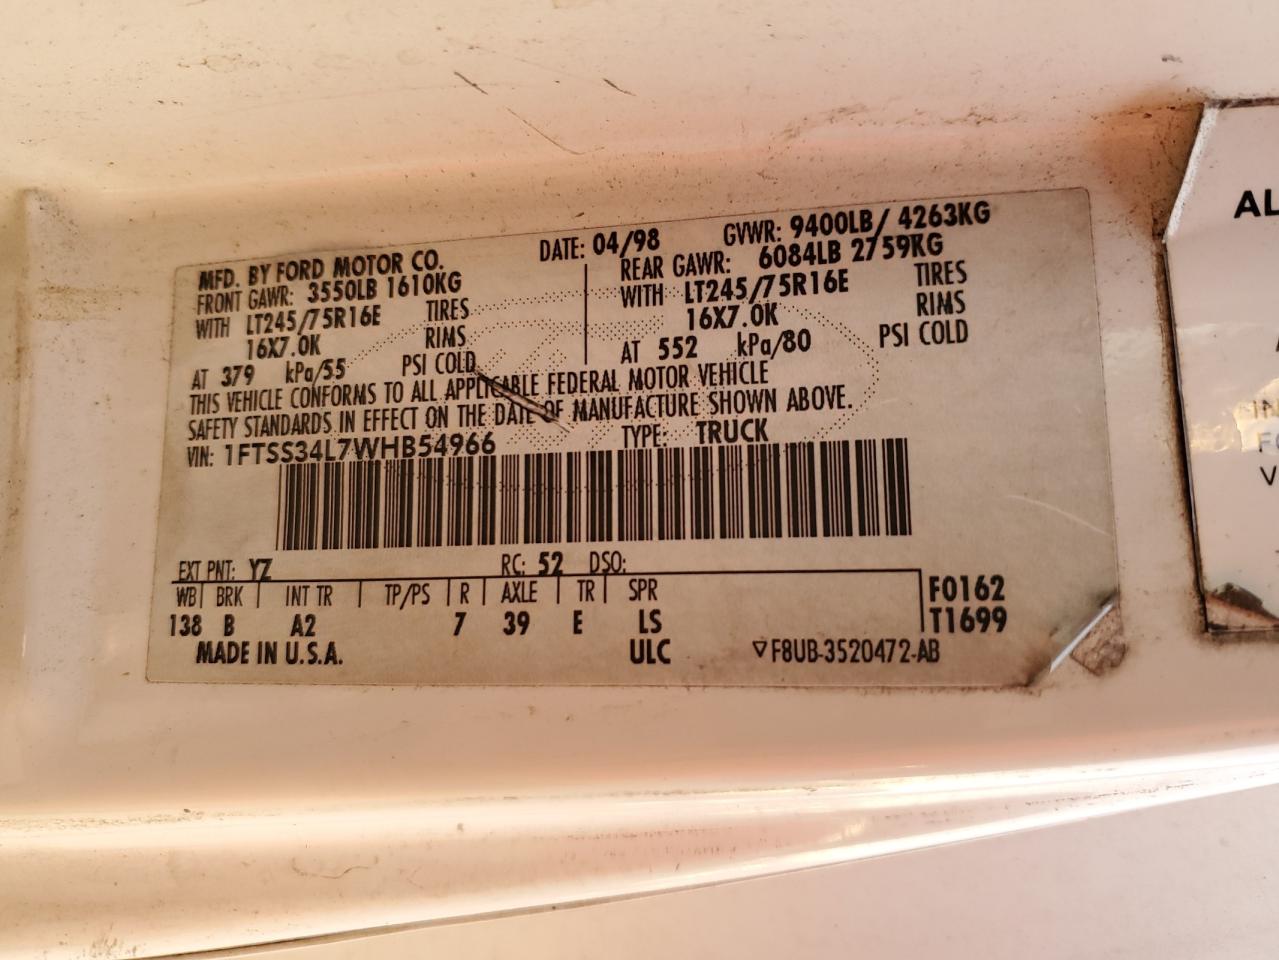 MFD. BY FORD MOTOR CO. DATE: 04/98 GVWR: 9400LB/ 4263KG
FRONT GAWR: 3550LB 1610KG REAR GAWR: 6084LB 2759KG
WITH LT245/75R16E TIRES WITH LT245/75R16E TIRES
16X7.0K RIMS 16X7.0K RIMS
AT 379 kPa/55 PSI COLD AT 552 kPa/80 PSI COLD
THIS VEHICLE CONFORMS TO ALL APPLICABLE FEDERAL MOTOR VEHICLE
SAFETY STANDARDS IN EFFECT ON THE DATE OF MANUFACTURE SHOWN ABOVE.
VIN: 1FTSS34L7WHB54966 TYPE: TRUCK
EXT PNT: YZ RC: 52 DSO:
WB BRK INT TR TP/PS R AXLE TR SPR F0162
138 B A2 7 39 E LS T1699
MADE IN U.S.A. ULC ▽F8UB-3520472-AB
AL